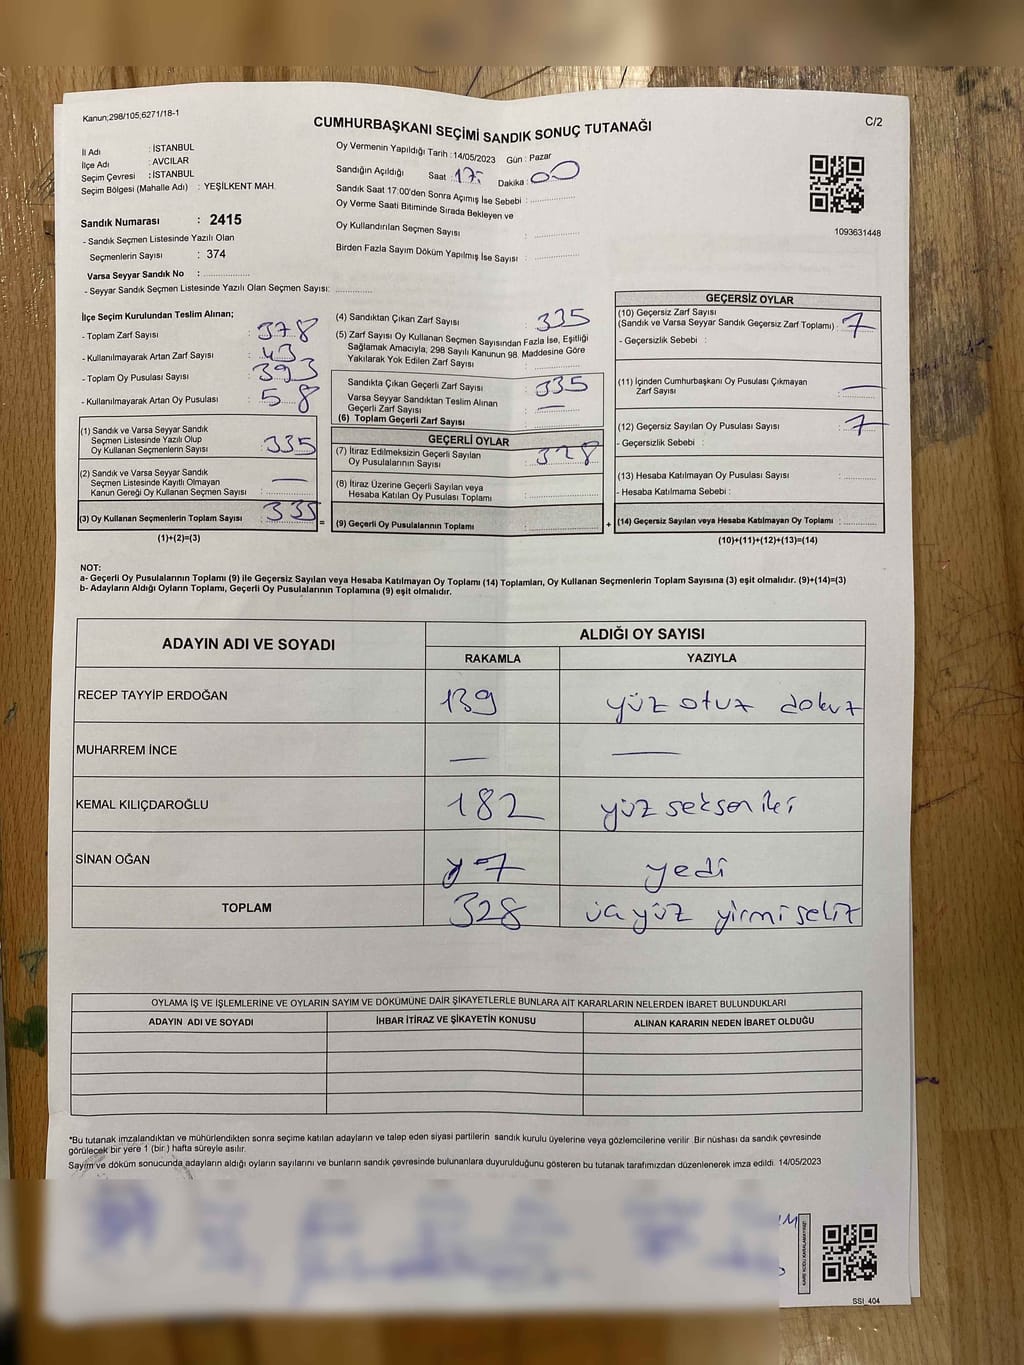 Kanun;298/105;6271/18-1
CUMHURBAŞKANI SEÇİMİ SANDIK SONUÇ TUTANAĞI
C/2
İl Adı : İSTANBUL
İlçe Adı : AVCILAR
Seçim Çevresi : İSTANBUL
Seçim Bölgesi (Mahalle Adı) : YEŞİLKENT MAH.
Sandık Numarası : 2415
- Sandık Seçmen Listesinde Yazılı Olan
Seçmenlerin Sayısı : 374
Varsa Seyyar Sandık No : ..............
- Seyyar Sandık Seçmen Listesinde Yazılı Olan Seçmen Sayısı: ............
Oy Vermenin Yapıldığı Tarih : 14/05/2023 Gün : Pazar
Sandığın Açıldığı Saat : 17: Dakika : 00
Sandık Saat 17:00'den Sonra Açımış İse Sebebi : ..............
Oy Verme Saati Bitiminde Sırada Bekleyen ve
Oy Kullandırılan Seçmen Sayısı : ..............
Birden Fazla Sayım Döküm Yapılmış İse Sayısı : ..............
1093631448
İlçe Seçim Kurulundan Teslim Alınan;
- Toplam Zarf Sayısı : 378
- Kullanılmayarak Artan Zarf Sayısı : 43
- Toplam Oy Pusulası Sayısı : 393
- Kullanılmayarak Artan Oy Pusulası : 58
(1) Sandık ve Varsa Seyyar Sandık
Seçmen Listesinde Yazılı Olup
Oy Kullanan Seçmenlerin Sayısı : 335
(2) Sandık ve Varsa Seyyar Sandık
Seçmen Listesinde Kayıtlı Olmayan
Kanun Gereği Oy Kullanan Seçmen Sayısı : —
(3) Oy Kullanan Seçmenlerin Toplam Sayısı : 335
(1)+(2)=(3)
=
(4) Sandıktan Çıkan Zarf Sayısı : 335
(5) Zarf Sayısı Oy Kullanan Seçmen Sayısından Fazla İse, Eşitliği
Sağlamak Amacıyla, 298 Sayılı Kanunun 98. Maddesine Göre
Yakılarak Yok Edilen Zarf Sayısı : ..............
Sandıkta Çıkan Geçerli Zarf Sayısı : 335
Varsa Seyyar Sandıktan Teslim Alınan
Geçerli Zarf Sayısı : —
(6) Toplam Geçerli Zarf Sayısı : ..............
GEÇERLİ OYLAR
(7) İtiraz Edilmeksizin Geçerli Sayılan
Oy Pusulalarının Sayısı : 328
(8) İtiraz Üzerine Geçerli Sayılan veya
Hesaba Katılan Oy Pusulası Toplamı : ..............
(9) Geçerli Oy Pusulalarının Toplamı : ..............
+
GEÇERSİZ OYLAR
(10) Geçersiz Zarf Sayısı
(Sandık ve Varsa Seyyar Sandık Geçersiz Zarf Toplamı) : 7
- Geçersizlik Sebebi :
(11) İçinden Cumhurbaşkanı Oy Pusulası Çıkmayan
Zarf Sayısı : —
(12) Geçersiz Sayılan Oy Pusulası Sayısı : 7
- Geçersizlik Sebebi :
(13) Hesaba Katılmayan Oy Pusulası Sayısı : ............
- Hesaba Katılmama Sebebi :
(14) Geçersiz Sayılan veya Hesaba Katılmayan Oy Toplamı : ............
(10)+(11)+(12)+(13)=(14)
NOT:
a- Geçerli Oy Pusulalarının Toplamı (9) ile Geçersiz Sayılan veya Hesaba Katılmayan Oy Toplamı (14) Toplamları, Oy Kullanan Seçmenlerin Toplam Sayısına (3) eşit olmalıdır. (9)+(14)=(3)
b- Adayların Aldığı Oyların Toplamı, Geçerli Oy Pusulalarının Toplamına (9) eşit olmalıdır.
ADAYIN ADI VE SOYADI ALDIĞI OY SAYISI
RAKAMLA YAZIYLA
RECEP TAYYİP ERDOĞAN 139 yüz otuz dokuz
MUHARREM İNCE — —
KEMAL KILIÇDAROĞLU 182 yüz seksen iki
SİNAN OĞAN 7 yedi
TOPLAM 328 üç yüz yirmi sekiz
OYLAMA İŞ VE İŞLEMLERİNE VE OYLARIN SAYIM VE DÖKÜMÜNE DAİR ŞİKAYETLERLE BUNLARA AİT KARARLARIN NELERDEN İBARET BULUNDUKLARI
ADAYIN ADI VE SOYADI İHBAR İTİRAZ VE ŞİKAYETİN KONUSU ALINAN KARARIN NEDEN İBARET OLDUĞU
*Bu tutanak imzalandıktan ve mühürlendikten sonra seçime katılan adayların ve talep eden siyasi partilerin sandık kurulu üyelerine veya gözlemcilerine verilir. Bir nüshası da sandık çevresinde
görülecek bir yere 1 (bir) hafta süreyle asılır.
Sayım ve döküm sonucunda adayların aldığı oyların sayılarını ve bunların sandık çevresinde bulunanlara duyurulduğunu gösteren bu tutanak tarafımızdan düzenlenerek imza edildi. 14/05/2023
KARE KODU KARALAMAYINIZ!
SSI_404